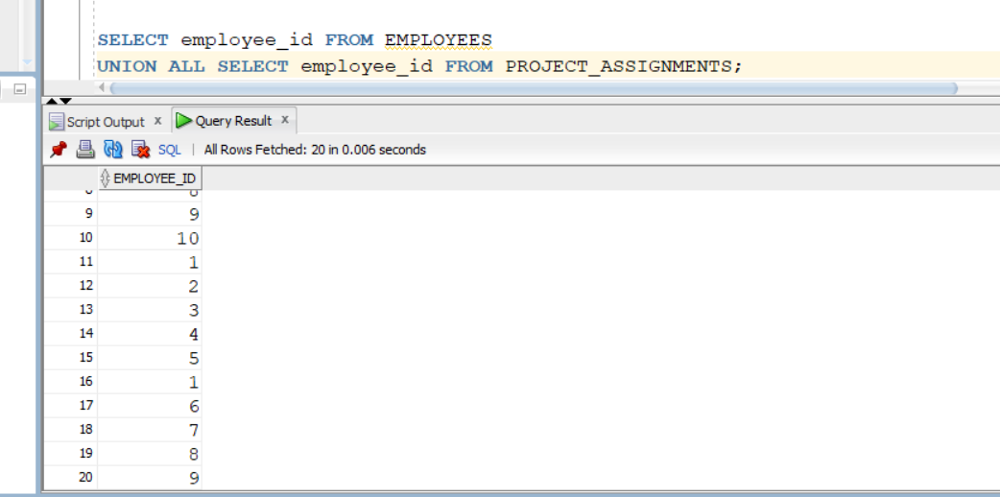 SELECT employee_id FROM EMPLOYEES
UNION ALL SELECT employee_id FROM PROJECT_ASSIGNMENTS;
Script Output x Query Result x
SQL | All Rows Fetched: 20 in 0.006 seconds
EMPLOYEE_ID
8 8
9 9
10 10
11 1
12 2
13 3
14 4
15 5
16 1
17 6
18 7
19 8
20 9